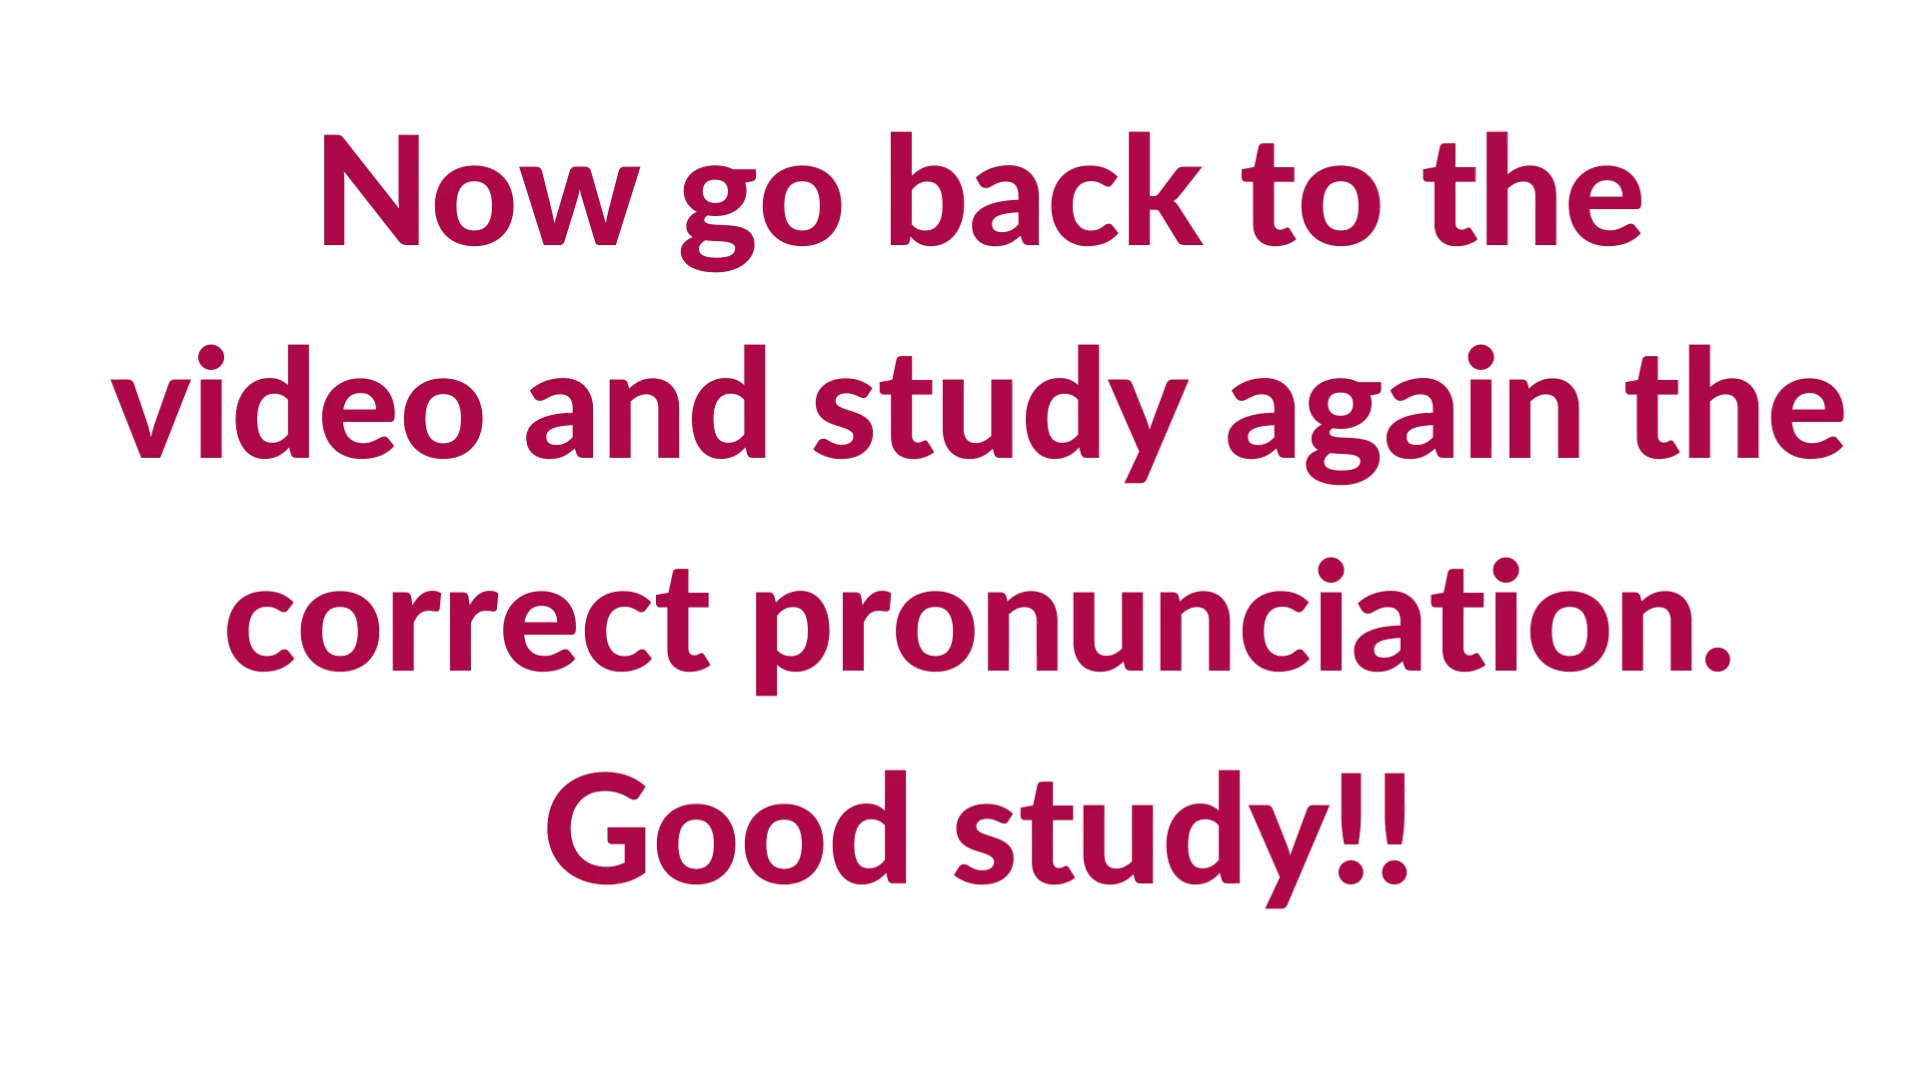 Now go back to the
video and study again the
correct pronunciation.
Good study!!